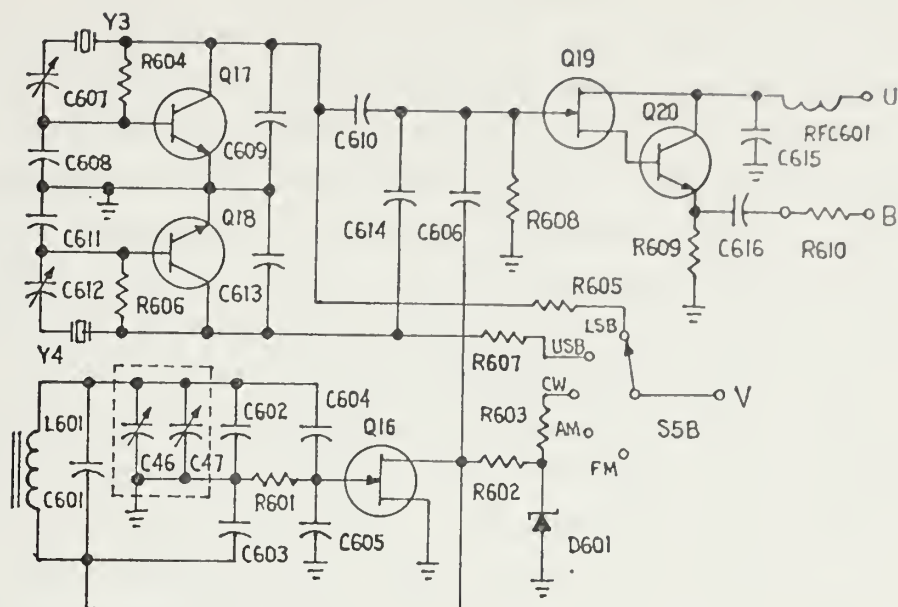 Y3
R604
Q17
C607
C608
C609
C610
Q19
Q20
U
RFC601
C615
C611
Q18
C614
C606
R608
R609
C616
R610
B
C612
R606
C613
R605
LSB
USB
Y4
R607
CW
V
S5B
L601
C602
C604
Q16
R603
AM
FM
C46
C47
R601
R602
C601
C603
C605
D601